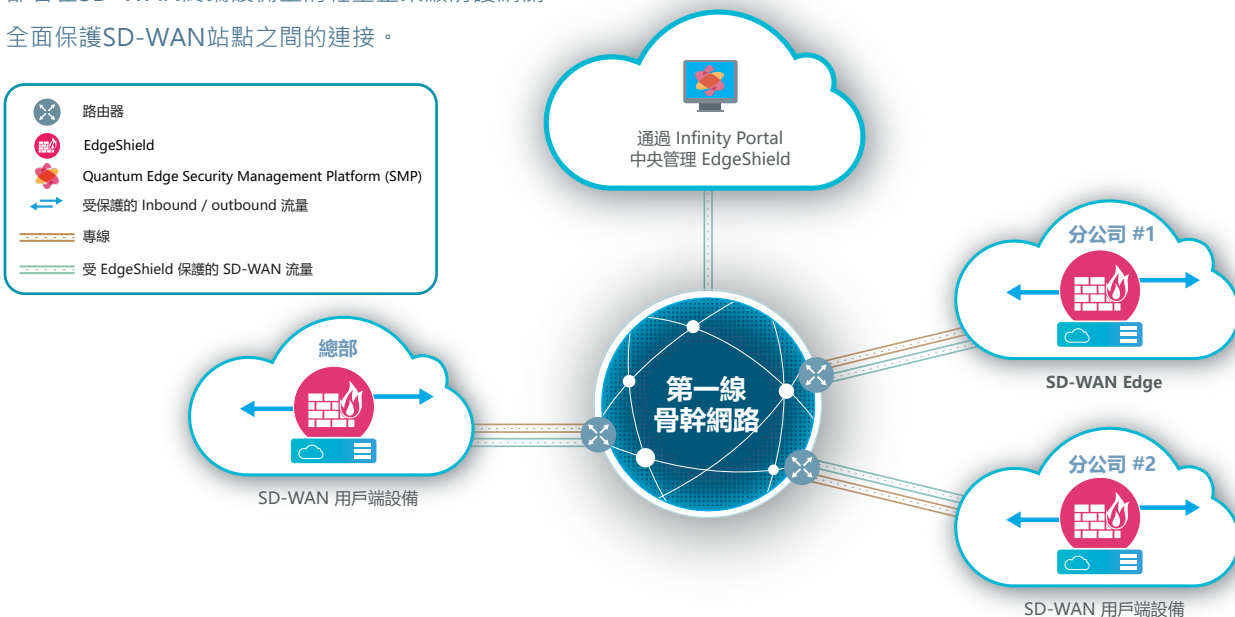 全面保護SD-WAN站點之間的連接。
路由器
EdgeShield
Quantum Edge Security Management Platform (SMP)
受保護的 Inbound / outbound 流量
專線
受 EdgeShield 保護的 SD-WAN 流量
通過 Infinity Portal
中央管理 EdgeShield
分公司 #1
SD-WAN Edge
總部
SD-WAN 用戶端設備
第一線
骨幹網路
分公司 #2
SD-WAN 用戶端設備